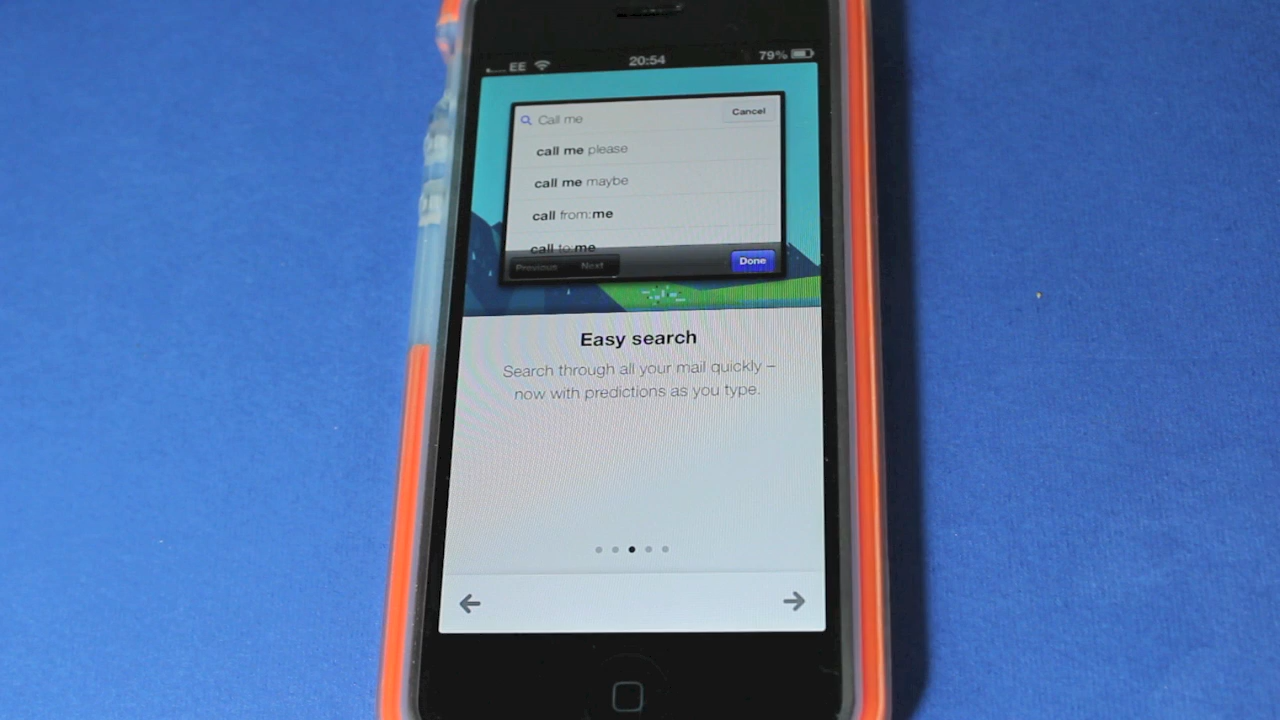 EE 20:54 79%
Call me Cancel
call me please
call me maybe
call from:me
call to:me
Previous Next Done
Easy search
Search through all your mail quickly –
now with predictions as you type.